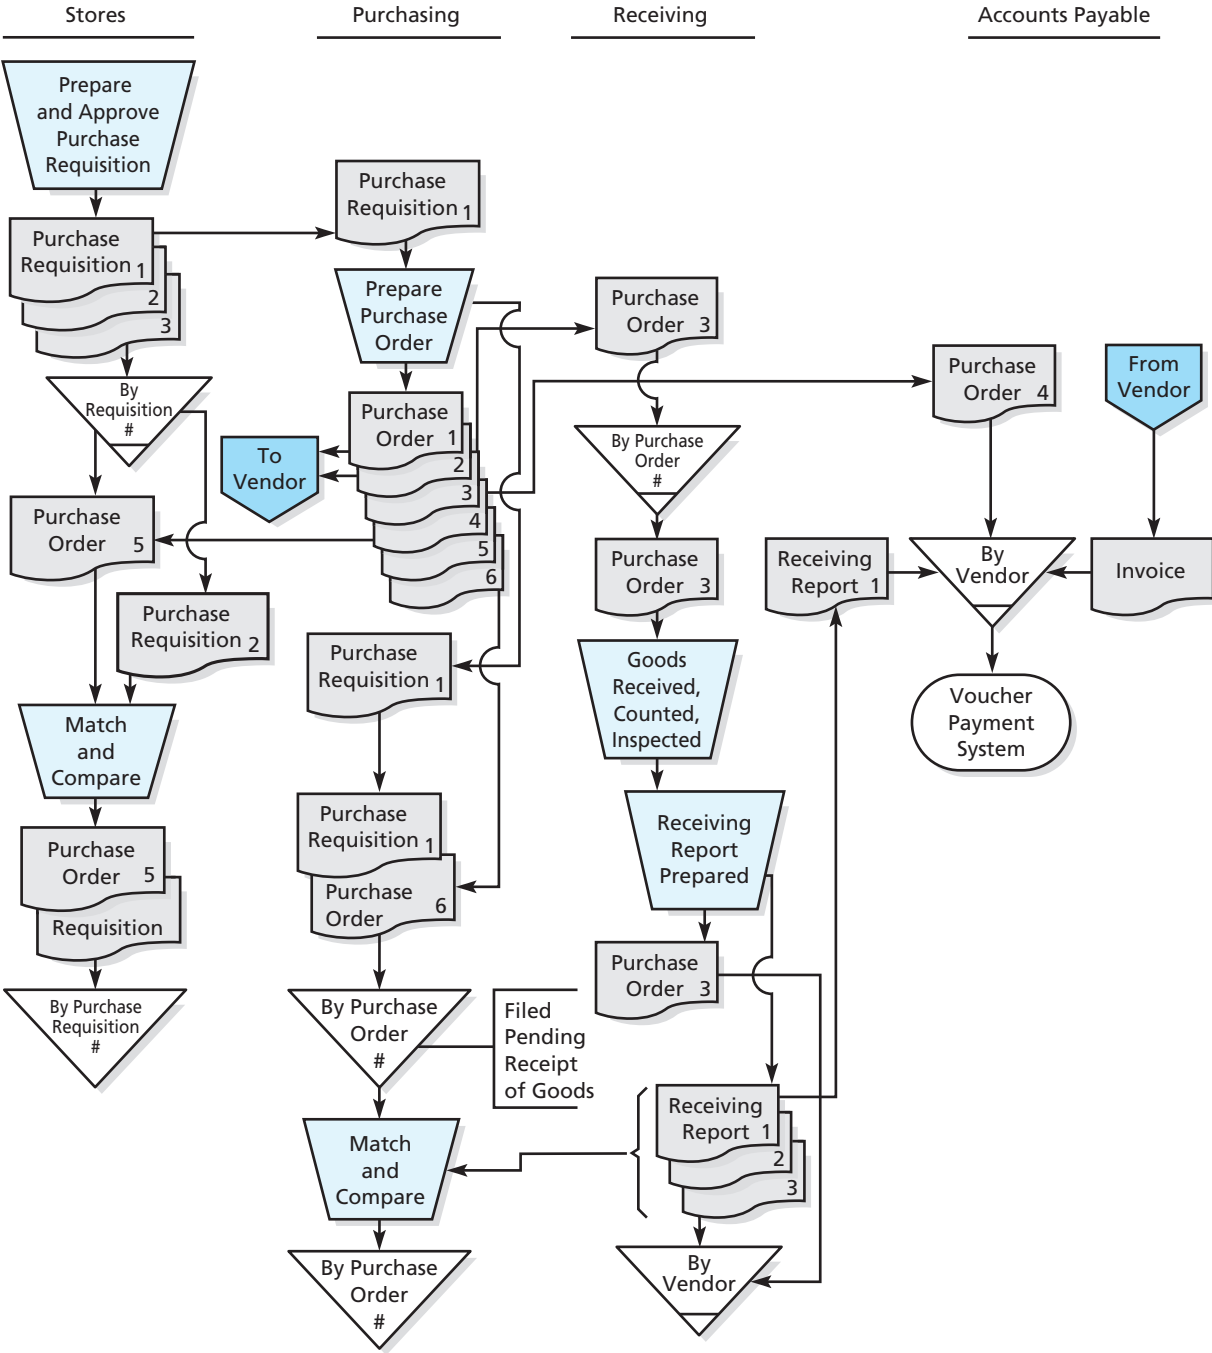 Stores
Purchasing
Receiving
Accounts Payable
Prepare
and Approve
Purchase
Requisition
Purchase
Requisition 1
2
3
By
Requisition
#
Purchase
Order 5
Purchase
Requisition 2
Match
and
Compare
Purchase
Order 5
Requisition
By Purchase
Requisition
#
Purchase
Requisition 1
Prepare
Purchase
Order
Purchase
Order 1
2
3
4
5
6
To
Vendor
Purchase
Requisition 1
Purchase
Requisition 1
Purchase
Order 6
By Purchase
Order
#
Filed
Pending
Receipt
of Goods
Match
and
Compare
By Purchase
Order
#
Purchase
Order 3
By Purchase
Order
#
Purchase
Order 3
Goods
Received,
Counted,
Inspected
Receiving
Report
Prepared
Purchase
Order 3
Receiving
Report 1
2
3
By
Vendor
Purchase
Order 4
From
Vendor
Receiving
Report 1
By
Vendor
Invoice
Voucher
Payment
System